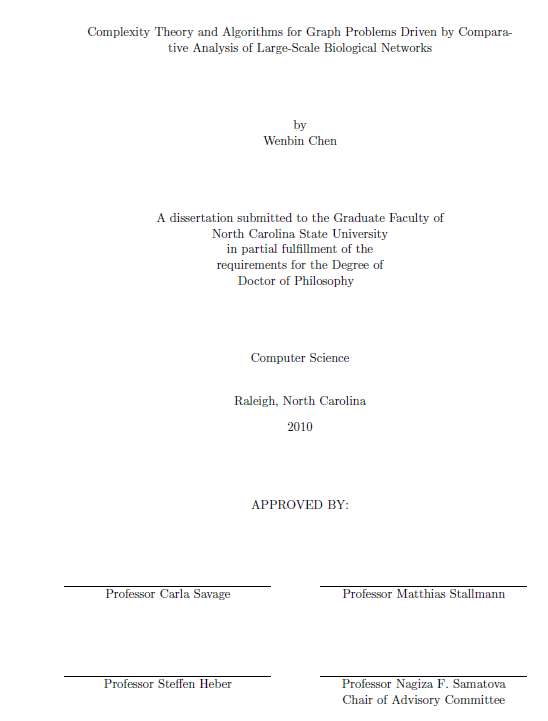 Complexity Theory and Algorithms for Graph Problems Driven by Compara-
tive Analysis of Large-Scale Biological Networks
by
Wenbin Chen
A dissertation submitted to the Graduate Faculty of
North Carolina State University
in partial fulfillment of the
requirements for the Degree of
Doctor of Philosophy
Computer Science
Raleigh, North Carolina
2010
APPROVED BY:
Professor Carla Savage
Professor Matthias Stallmann
Professor Steffen Heber
Professor Nagiza F. Samatova
Chair of Advisory Committee